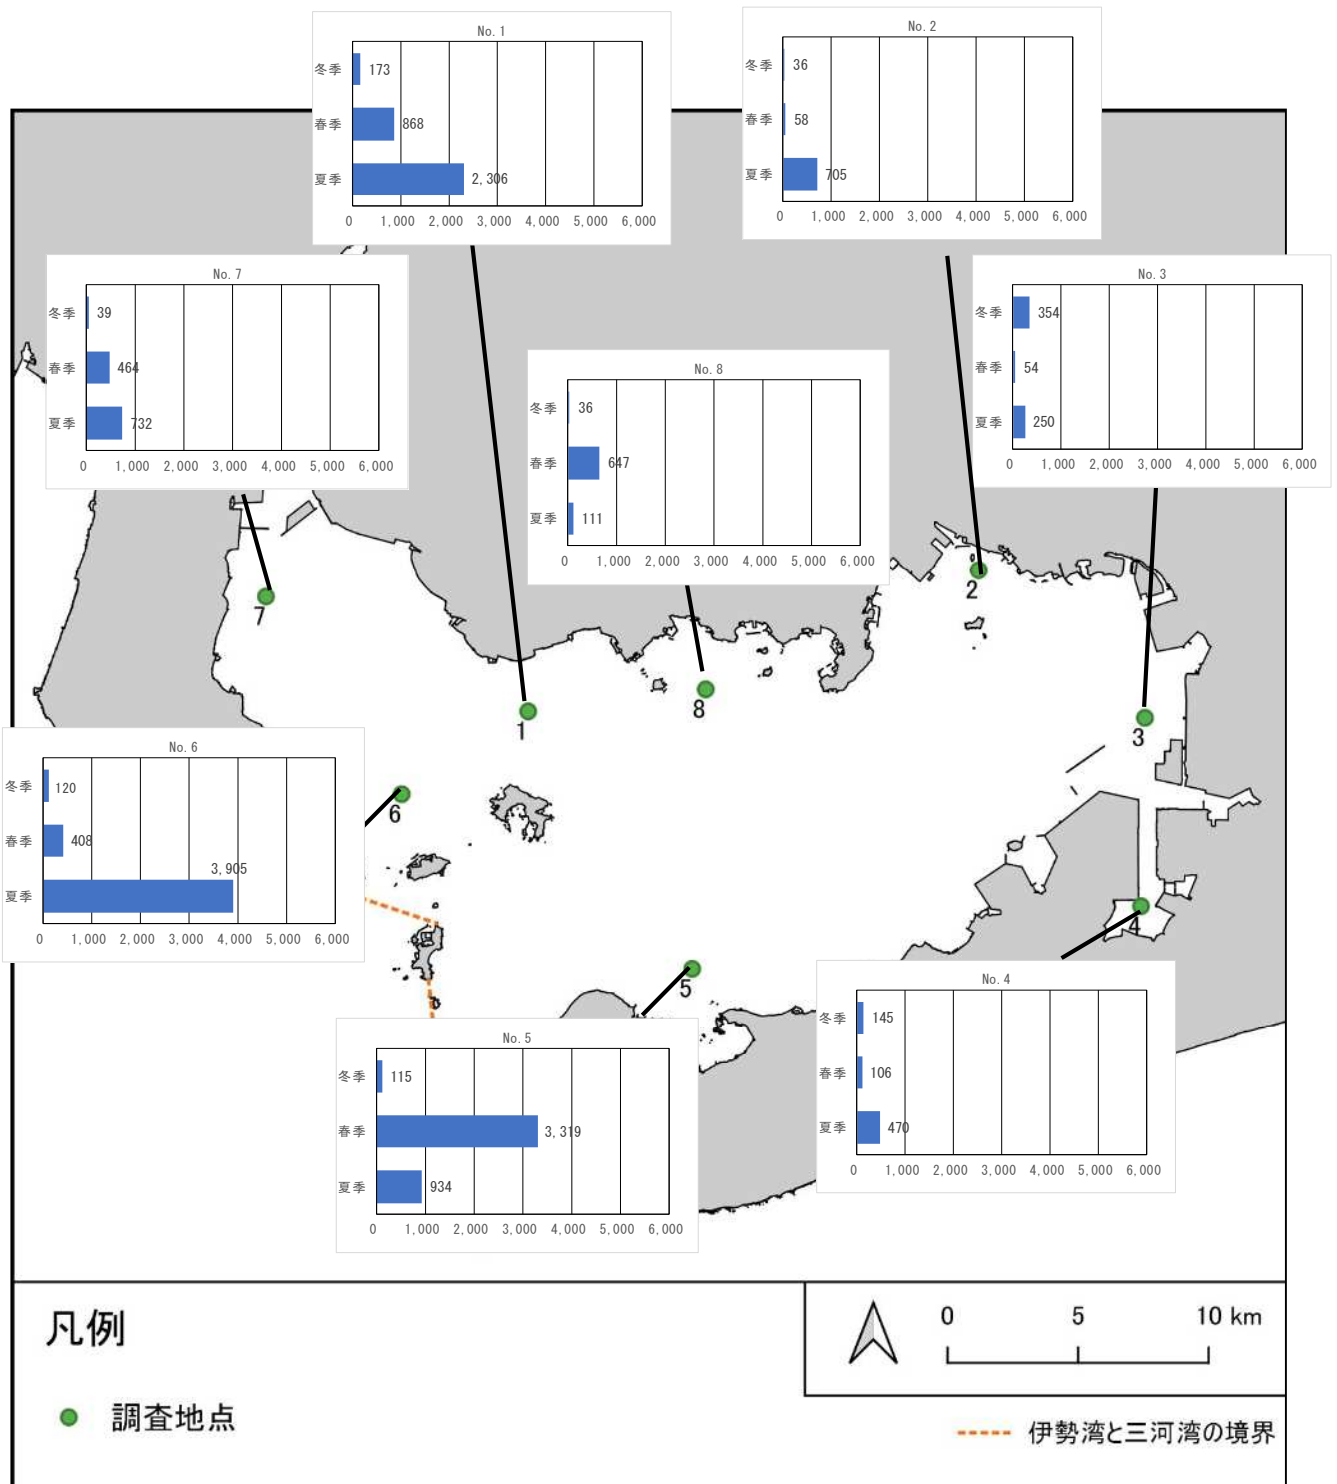 No. 1
冬季 173
春季 868
夏季 2,306
0 1,000 2,000 3,000 4,000 5,000 6,000
No. 2
冬季 36
春季 58
夏季 705
0 1,000 2,000 3,000 4,000 5,000 6,000
No. 7
冬季 39
春季 464
夏季 732
0 1,000 2,000 3,000 4,000 5,000 6,000
No. 3
冬季 354
春季 54
夏季 250
0 1,000 2,000 3,000 4,000 5,000 6,000
No. 8
冬季 36
春季 647
夏季 111
0 1,000 2,000 3,000 4,000 5,000 6,000
2
7
8
1
3
No. 6
冬季 120
春季 408
夏季 3,905
0 1,000 2,000 3,000 4,000 5,000 6,000
6
4
5
No. 4
冬季 145
春季 106
夏季 470
0 1,000 2,000 3,000 4,000 5,000 6,000
No. 5
冬季 115
春季 3,319
夏季 934
0 1,000 2,000 3,000 4,000 5,000 6,000
凡例
0 5 10 km
調査地点
伊勢湾と三河湾の境界